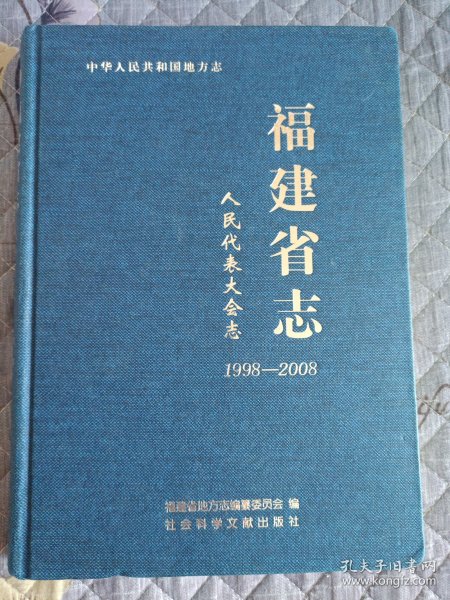 中华人民共和国地方志
福建省志
人民代表大会志
1998—2008
福建省地方志编纂委员会 编
社会科学文献出版社
孔夫子旧书网
www.kongfz.com